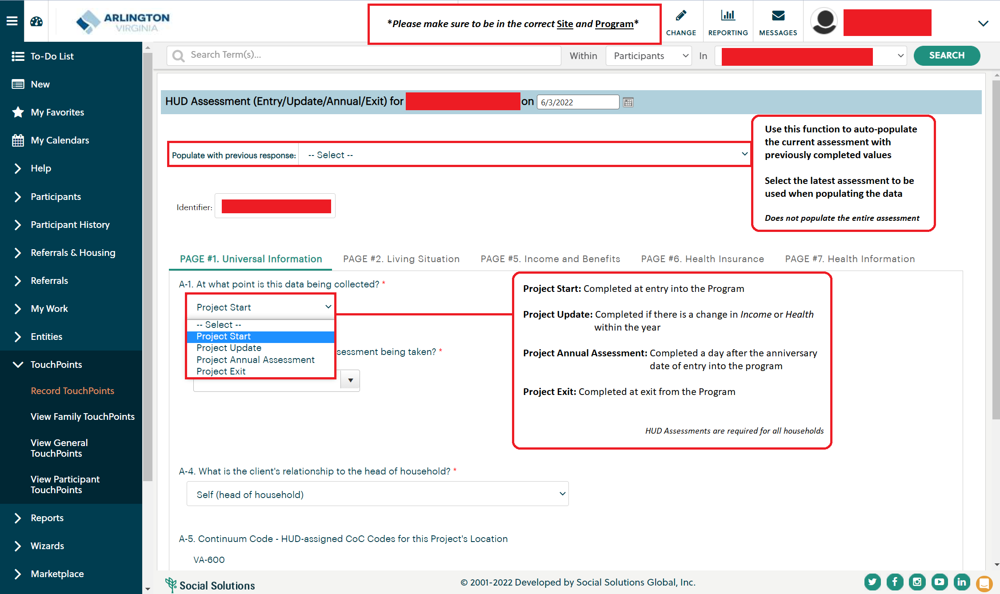 ARLINGTON
VIRGINIA
*Please make sure to be in the correct Site and Program*
CHANGE
REPORTING
MESSAGES
Search Term(s)...
Within
Participants
In
SEARCH
To-Do List
New
My Favorites
My Calendars
Help
Participants
Participant History
Referrals & Housing
Referrals
My Work
Entities
TouchPoints
Record TouchPoints
View Family TouchPoints
View General
TouchPoints
View Participant
TouchPoints
Reports
Wizards
Marketplace
HUD Assessment (Entry/Update/Annual/Exit) for
on
6/3/2022
Populate with previous response:
-- Select --
Use this function to auto-populate
the current assessment with
previously completed values
Select the latest assessment to be
used when populating the data
Does not populate the entire assessment
Identifier:
PAGE #1. Universal Information
PAGE #2. Living Situation
PAGE #5. Income and Benefits
PAGE #6. Health Insurance
PAGE #7. Health Information
A-1. At what point is this data being collected? *
Project Start
-- Select --
Project Start
Project Update
Project Annual Assessment
Project Exit
sessment being taken? *
Project Start: Completed at entry into the Program
Project Update: Completed if there is a change in Income or Health
within the year
Project Annual Assessment: Completed a day after the anniversary
date of entry into the program
Project Exit: Completed at exit from the Program
HUD Assessments are required for all households
A-4. What is the client's relationship to the head of household? *
Self (head of household)
A-5. Continuum Code - HUD-assigned CoC Codes for this Project's Location
VA-600
Social Solutions
© 2001-2022 Developed by Social Solutions Global, Inc.